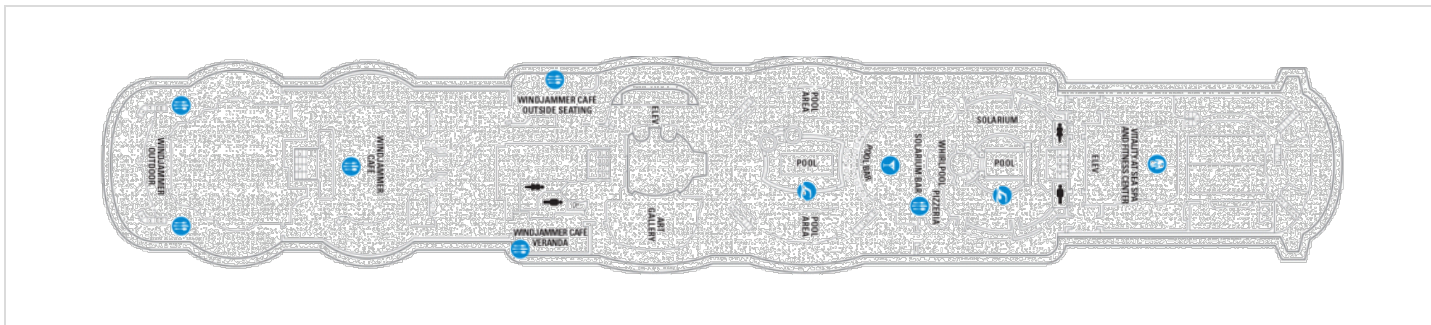 WINDJAMMER
OUTDOOR
WINDJAMMER
CAFE
WINDJAMMER CAFE
OUTSIDE SEATING
WINDJAMMER CAFE
VERANDA
ELEV
ART
GALLERY
POOL
AREA
POOL
POOL
AREA
POOL BAR
SOLARIUM BAR
WHIRLPOOL
PIZZERIA
SOLARIUM
POOL
ELEV
VITALITY AT SEA SPA
AND FITNESS CENTER